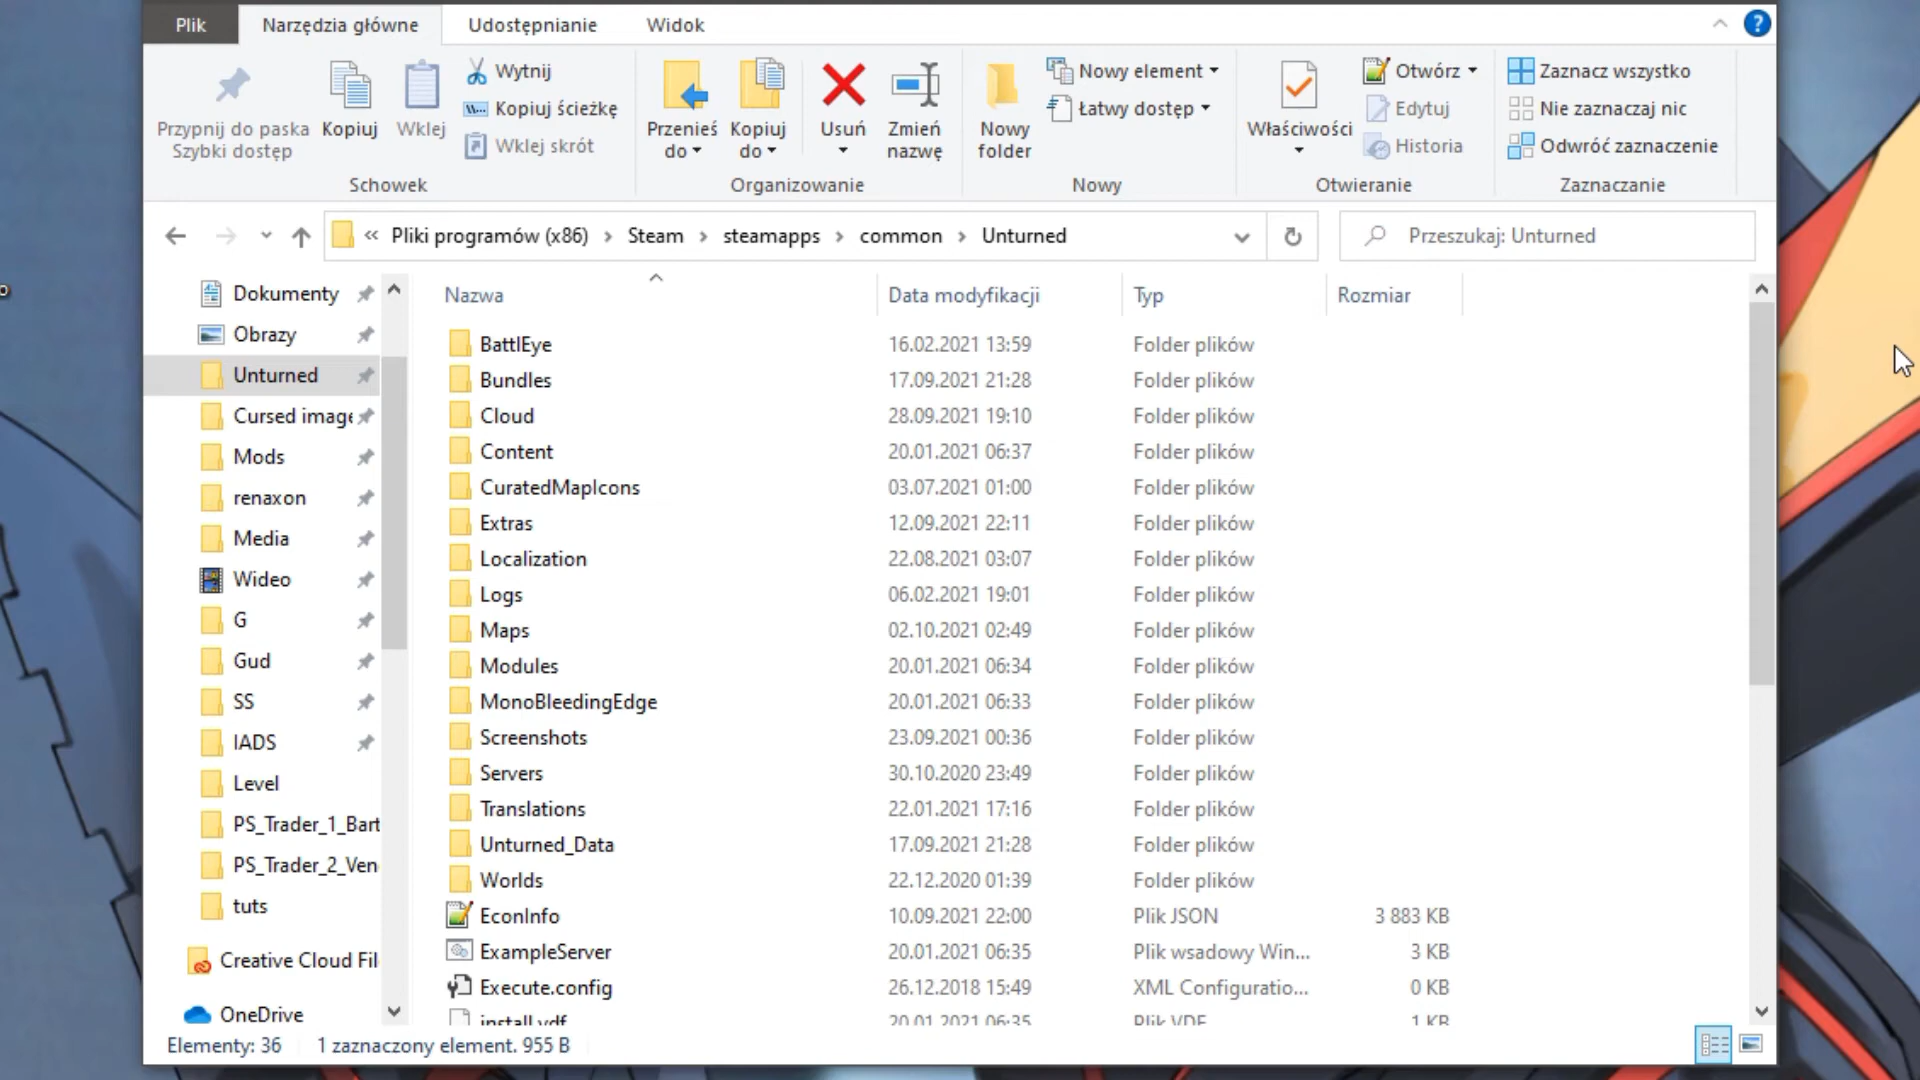 Plik Narzędzia główne Udostępnianie Widok
Przypnij do paska
Szybki dostęp
Kopiuj
Wklej
Wytnij
Kopiuj ścieżkę
Wklej skrót
Schowek
Przenieś
do
Kopiuj
do
Usuń
Zmień
nazwę
Organizowanie
Nowy
folder
Nowy element
Łatwy dostęp
Nowy
Właściwości
Otwórz
Edytuj
Historia
Otwieranie
Zaznacz wszystko
Nie zaznaczaj nic
Odwróć zaznaczenie
Zaznaczanie
« Pliki programów (x86) > Steam > steamapps > common > Unturned
Przeszukaj: Unturned
Dokumenty
Obrazy
Unturned
Cursed image
Mods
renaxon
Media
Wideo
G
Gud
SS
IADS
Level
PS_Trader_1_Bart
PS_Trader_2_Ven
tuts
Creative Cloud Fil
OneDrive
Nazwa Data modyfikacji Typ Rozmiar
BattlEye 16.02.2021 13:59 Folder plików
Bundles 17.09.2021 21:28 Folder plików
Cloud 28.09.2021 19:10 Folder plików
Content 20.01.2021 06:37 Folder plików
CuratedMapIcons 03.07.2021 01:00 Folder plików
Extras 12.09.2021 22:11 Folder plików
Localization 22.08.2021 03:07 Folder plików
Logs 06.02.2021 19:01 Folder plików
Maps 02.10.2021 02:49 Folder plików
Modules 20.01.2021 06:34 Folder plików
MonoBleedingEdge 20.01.2021 06:33 Folder plików
Screenshots 23.09.2021 00:36 Folder plików
Servers 30.10.2020 23:49 Folder plików
Translations 22.01.2021 17:16 Folder plików
Unturned_Data 17.09.2021 21:28 Folder plików
Worlds 22.12.2020 01:39 Folder plików
EconInfo 10.09.2021 22:00 Plik JSON 3 883 KB
ExampleServer 20.01.2021 06:35 Plik wsadowy Win... 3 KB
Execute.config 26.12.2018 15:49 XML Configuratio... 0 KB
install.vdf 20.01.2021 06:35 Plik VDF 1 KB
Elementy: 36 1 zaznaczony element. 955 B